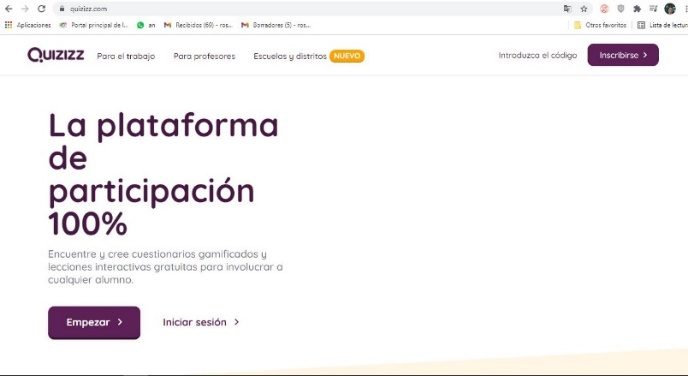 quizizz.com
Aplicaciones Portal principal de l... an Recibidos (69) - ros... Borradores (5) - ros... Otros favoritos Lista de lectura
Quizizz Para el trabajo Para profesores Escuelas y distritos NUEVO Introduzca el código Inscribirse >
La plataforma
de
participación
100%
Encuentre y cree cuestionarios gamificados y
lecciones interactivas gratuitas para involucrar a
cualquier alumno.
Empezar > Iniciar sesión >